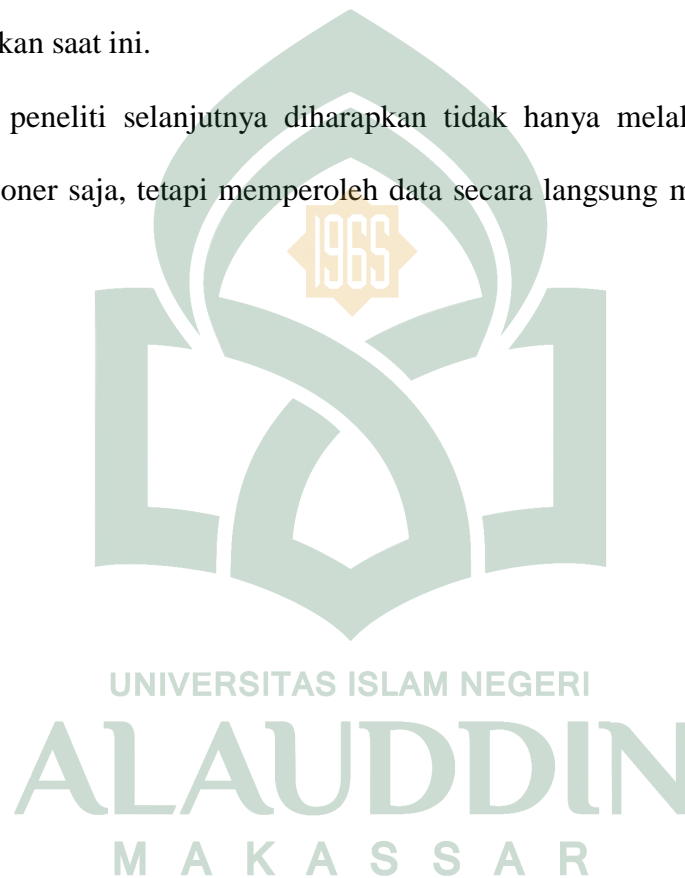 kan saat ini.
peneliti selanjutnya diharapkan tidak hanya melal
oner saja, tetapi memperoleh data secara langsung m
1965
UNIVERSITAS ISLAM NEGERI
ALAUDDIN
MAKASSAR